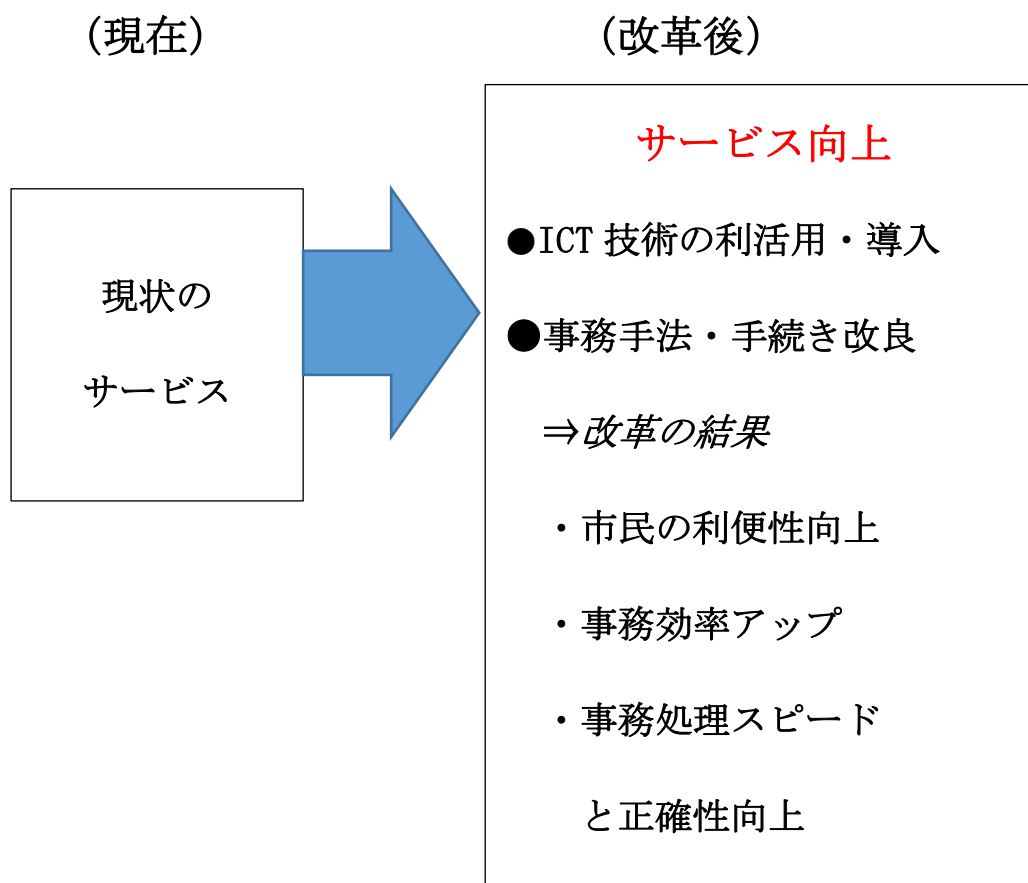 (現在)
(改革後)
現状の
サービス
サービス向上
●ICT技術の利活用・導入
●事務手法・手続き改良
⇒改革の結果
・市民の利便性向上
・事務効率アップ
・事務処理スピード
と正確性向上